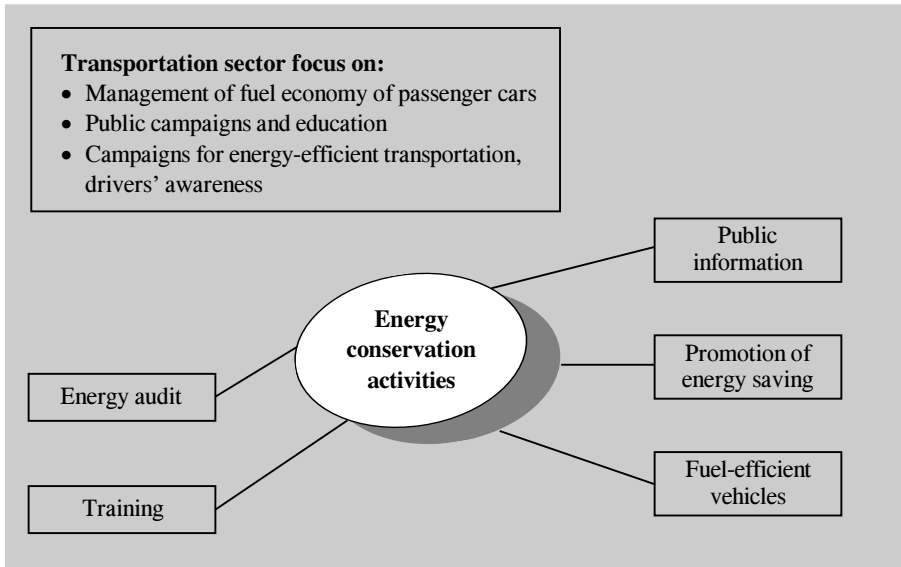 Transportation sector focus on:
• Management of fuel economy of passenger cars
• Public campaigns and education
• Campaigns for energy-efficient transportation,
drivers’ awareness
Public
information
Energy
conservation
activities
Promotion of
energy saving
Energy audit
Fuel-efficient
vehicles
Training